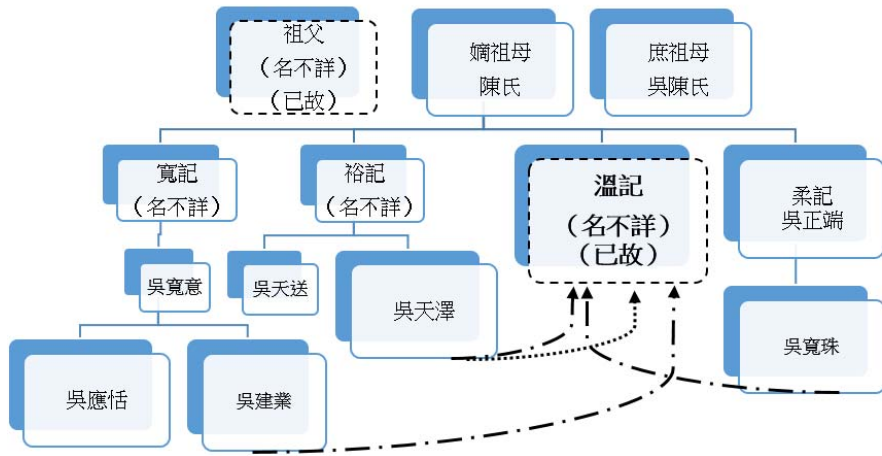 祖父
（名不詳）
（已故）
嫡祖母
陳氏
庶祖母
吳陳氏
寬記
（名不詳）
裕記
（名不詳）
溫記
（名不詳）
（已故）
柔記
吳正端
吳寬意
吳天送
吳天澤
吳寬珠
吳應恬
吳建業